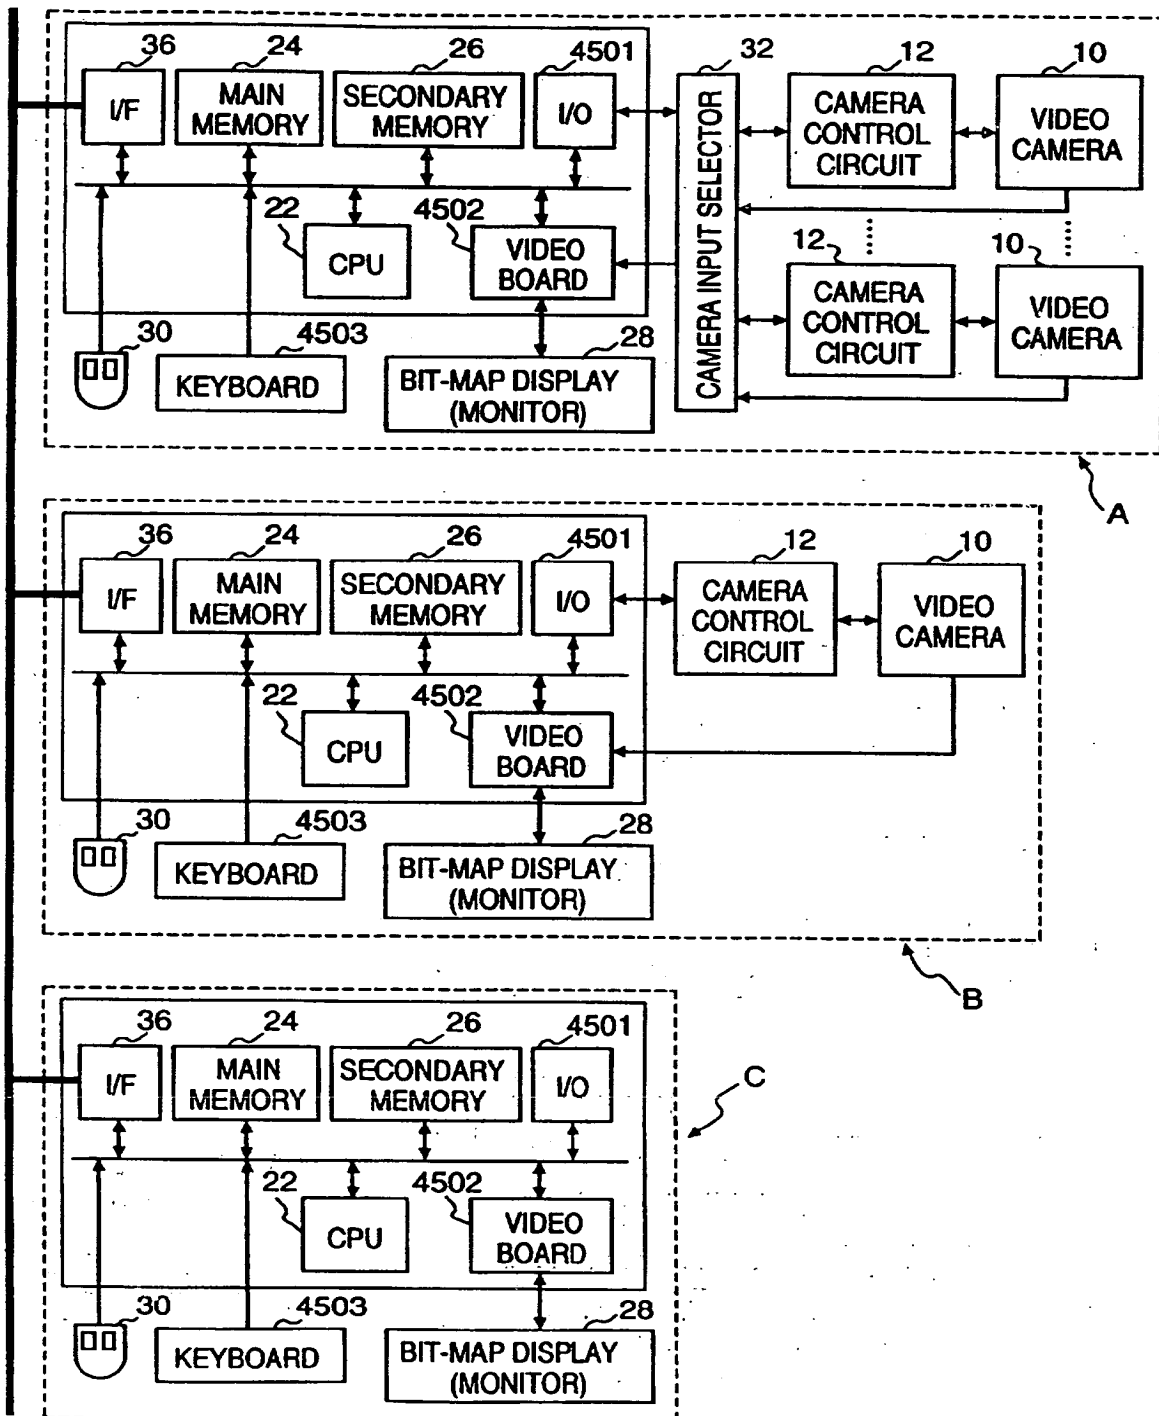 36 24 26 4501 32 12 10
I/F
MAIN
MEMORY
SECONDARY
MEMORY
I/O
CAMERA INPUT SELECTOR
CAMERA
CONTROL
CIRCUIT
VIDEO
CAMERA
22 4502 12 10
CPU
VIDEO
BOARD
CAMERA
CONTROL
CIRCUIT
VIDEO
CAMERA
30 4503 28
KEYBOARD
BIT-MAP DISPLAY
(MONITOR)
A
36 24 26 4501 12 10
I/F
MAIN
MEMORY
SECONDARY
MEMORY
I/O
CAMERA
CONTROL
CIRCUIT
VIDEO
CAMERA
22 4502
CPU
VIDEO
BOARD
30 4503 28
KEYBOARD
BIT-MAP DISPLAY
(MONITOR)
B
36 24 26 4501
I/F
MAIN
MEMORY
SECONDARY
MEMORY
I/O
C
22 4502
CPU
VIDEO
BOARD
30 4503 28
KEYBOARD
BIT-MAP DISPLAY
(MONITOR)